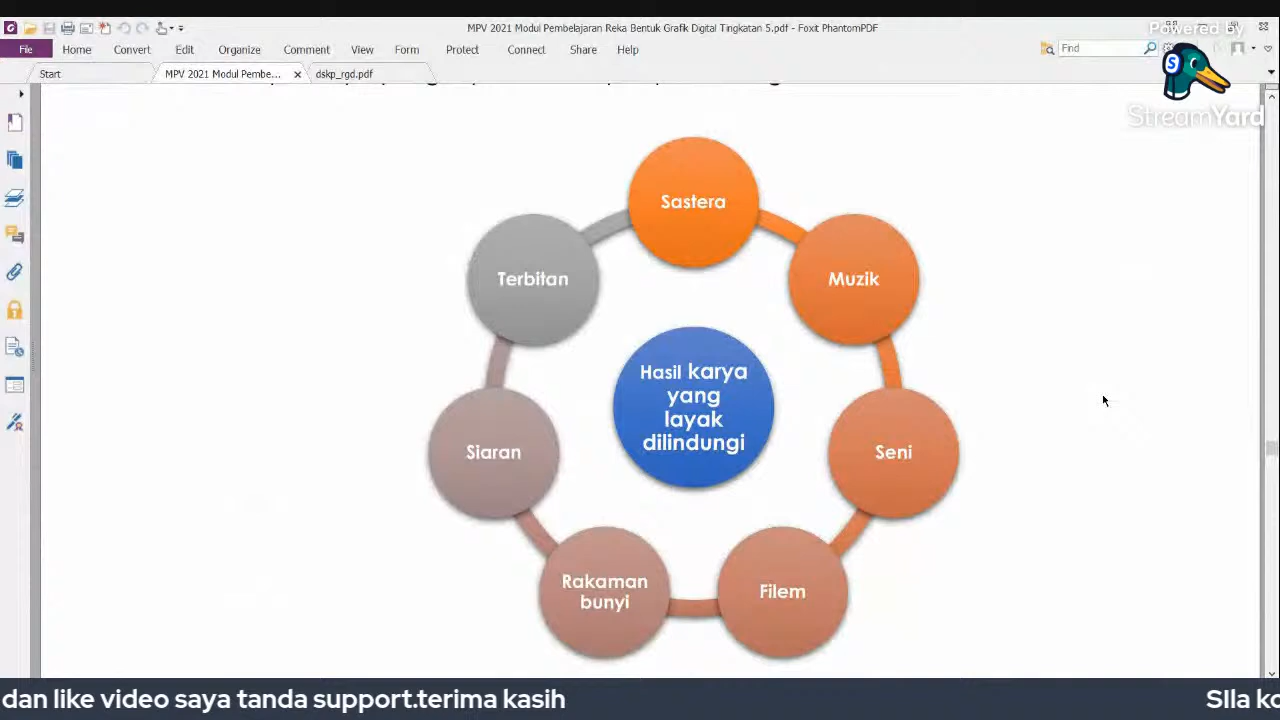 MPV 2021 Modul Pembelajaran Reka Bentuk Grafik Digital Tingkatan 5.pdf - Foxit PhantomPDF
Powered by
File Home Convert Edit Organize Comment View Form Protect Connect Share Help
Find
Start MPV 2021 Modul Pembe... dskp_rgd.pdf
StreamYard
Sastera
Terbitan
Muzik
Hasil karya
yang
layak
dilindungi
Siaran
Seni
Rakaman
bunyi
Filem
dan like video saya tanda support.terima kasih
SIla ko